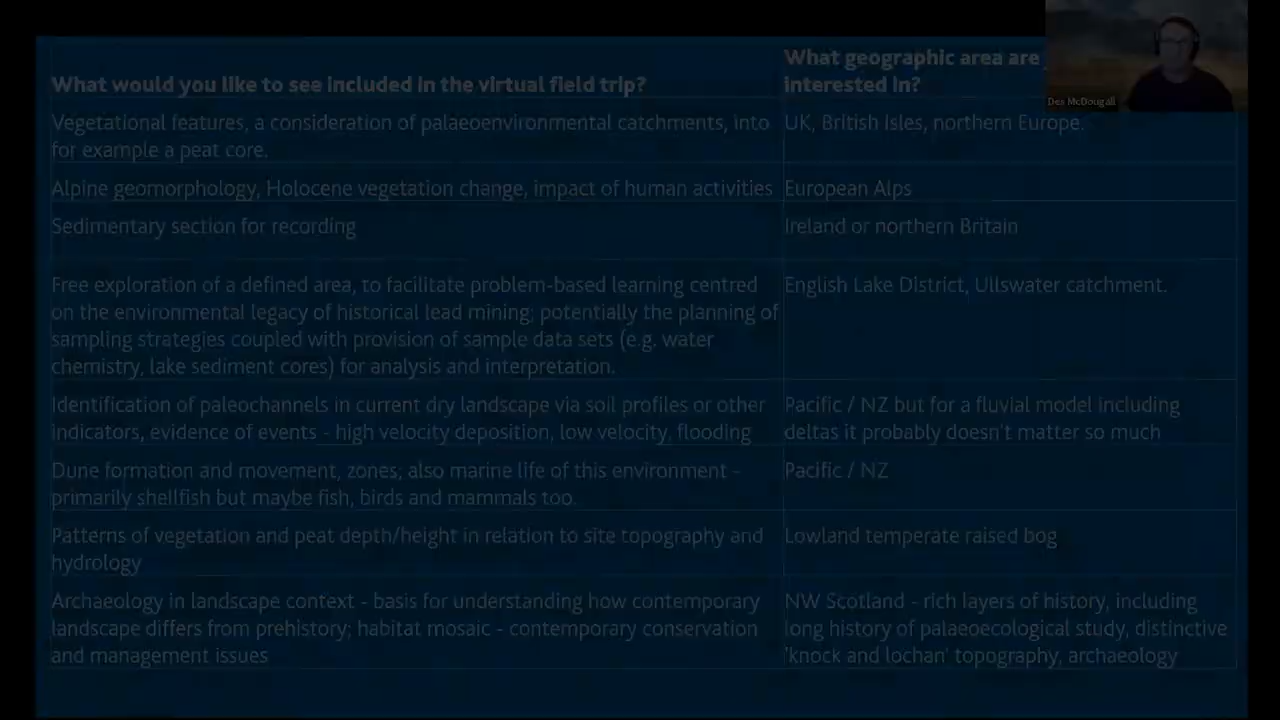 What would you like to see included in the virtual field trip?
What geographic area are
interested in?
Des McDougall
Vegetational features, a consideration of palaeoenvironmental catchments, into
for example a peat core.
UK, British Isles, northern Europe.
Alpine geomorphology, Holocene vegetation change, impact of human activities
European Alps
Sedimentary section for recording
Ireland or northern Britain
Free exploration of a defined area, to facilitate problem-based learning centred
on the environmental legacy of historical lead mining; potentially the planning of
sampling strategies coupled with provision of sample data sets (e.g. water
chemistry, lake sediment cores) for analysis and interpretation.
English Lake District, Ullswater catchment.
Identification of paleochannels in current dry landscape via soil profiles or other
indicators, evidence of events - high velocity deposition, low velocity, flooding
Pacific / NZ but for a fluvial model including
deltas it probably doesn't matter so much
Dune formation and movement, zones; also marine life of this environment -
primarily shellfish but maybe fish, birds and mammals too.
Pacific / NZ
Patterns of vegetation and peat depth/height in relation to site topography and
hydrology
Lowland temperate raised bog
Archaeology in landscape context - basis for understanding how contemporary
landscape differs from prehistory; habitat mosaic - contemporary conservation
and management issues
NW Scotland - rich layers of history, including
long history of palaeoecological study, distinctive
'knock and lochan' topography, archaeology